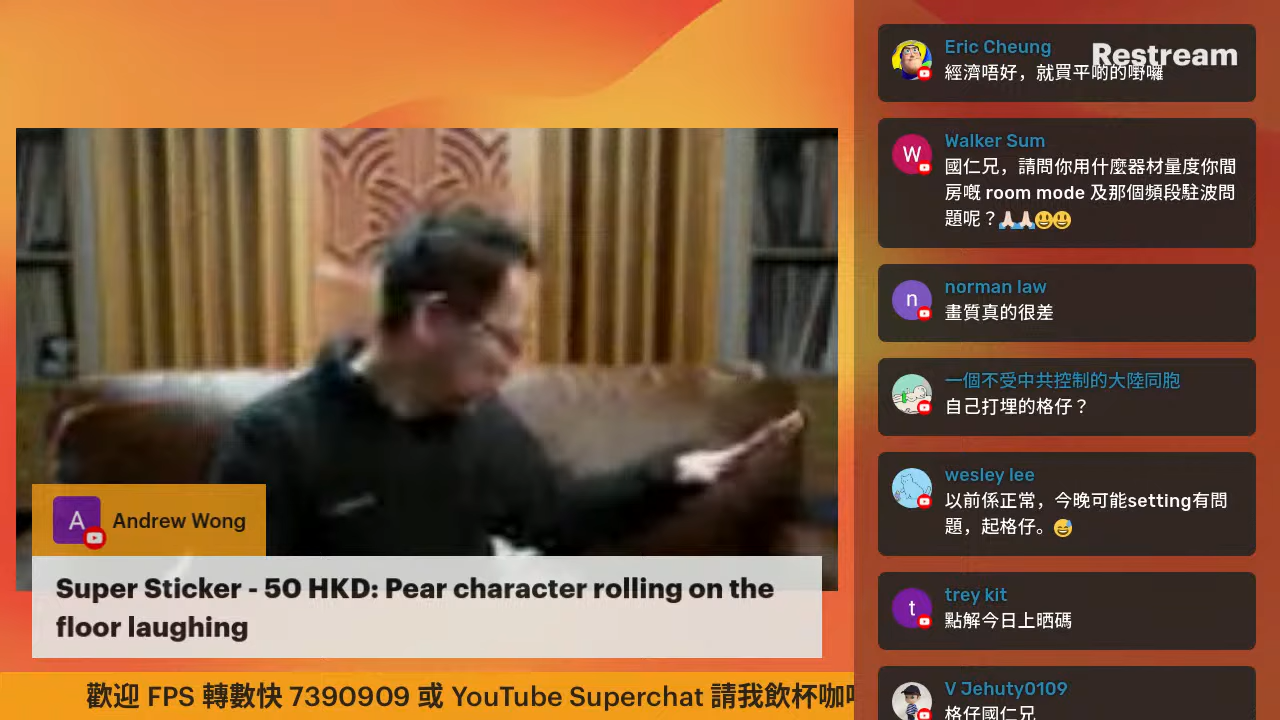 Restream
Eric Cheung
經濟唔好，就買平啲的嘢囉
Walker Sum
國仁兄，請問你用什麼器材量度你間
房嘅 room mode 及那個頻段駐波問
題呢？🙏🏻🙏🏻😃😃
norman law
畫質真的很差
一個不受中共控制的大陸同胞
自己打埋的格仔？
wesley lee
以前係正常，今晚可能setting有問
題，起格仔。😅
trey kit
點解今日上晒碼
V Jehuty0109
格仔國仁兄
A Andrew Wong
Super Sticker - 50 HKD: Pear character rolling on the
floor laughing
歡迎 FPS 轉數快 7390909 或 YouTube Superchat 請我飲杯咖